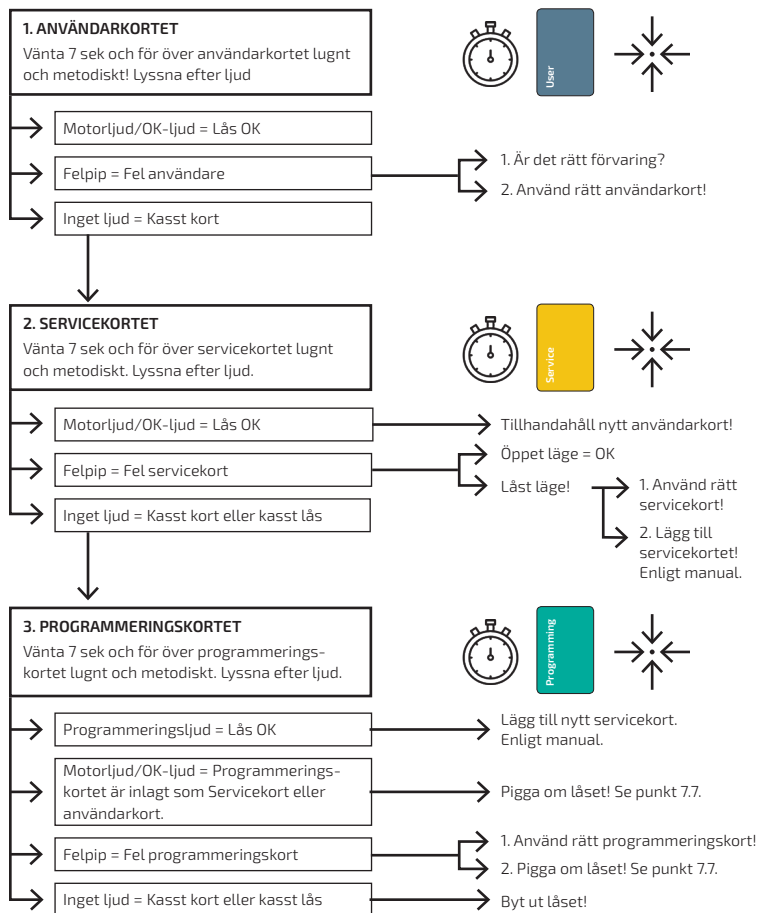 1. ANVÄNDARKORTET
Vänta 7 sek och för över användarkortet lugnt
och metodiskt! Lyssna efter ljud
User
Motorljud/OK-ljud = Lås OK
Felpip = Fel användare
1. Är det rätt förvaring?
2. Använd rätt användarkort!
Inget ljud = Kasst kort
2. SERVICEKORTET
Vänta 7 sek och för över servicekortet lugnt
och metodiskt. Lyssna efter ljud.
Service
Motorljud/OK-ljud = Lås OK
Tillhandahåll nytt användarkort!
Felpip = Fel servicekort
Öppet läge = OK
Låst läge!
1. Använd rätt
servicekort!
2. Lägg till
servicekortet!
Enligt manual.
Inget ljud = Kasst kort eller kasst lås
3. PROGRAMMERINGSKORTET
Vänta 7 sek och för över programmerings-
kortet lugnt och metodiskt. Lyssna efter ljud.
Programming
Programmeringsljud = Lås OK
Lägg till nytt servicekort.
Enligt manual.
Motorljud/OK-ljud = Programmerings-
kortet är inlagt som Servicekort eller
användarkort.
Pigga om låset! Se punkt 7.7.
Felpip = Fel programmeringskort
1. Använd rätt programmeringskort!
2. Pigga om låset! Se punkt 7.7.
Inget ljud = Kasst kort eller kasst lås
Byt ut låset!